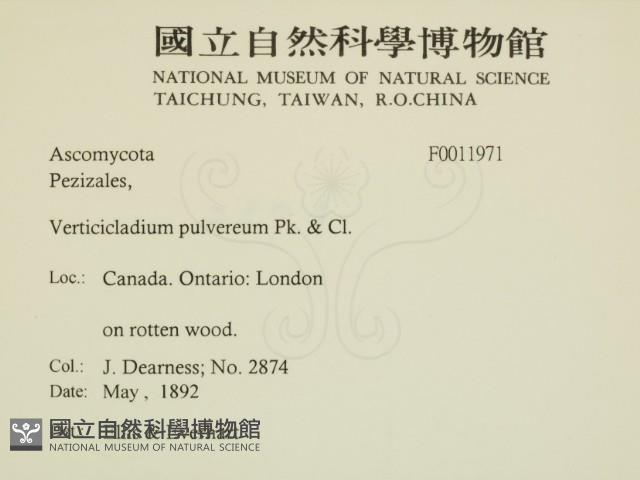 國立自然科學博物館
NATIONAL MUSEUM OF NATURAL SCIENCE
TAICHUNG, TAIWAN, R.O.CHINA
Ascomycota F0011971
Pezizales,
Verticicladium pulvereum Pk. & Cl.
Loc.: Canada. Ontario: London
on rotten wood.
Col.: J. Dearness; No. 2874
Date: May , 1892
國立自然科學博物館
NATIONAL MUSEUM OF NATURAL SCIENCE